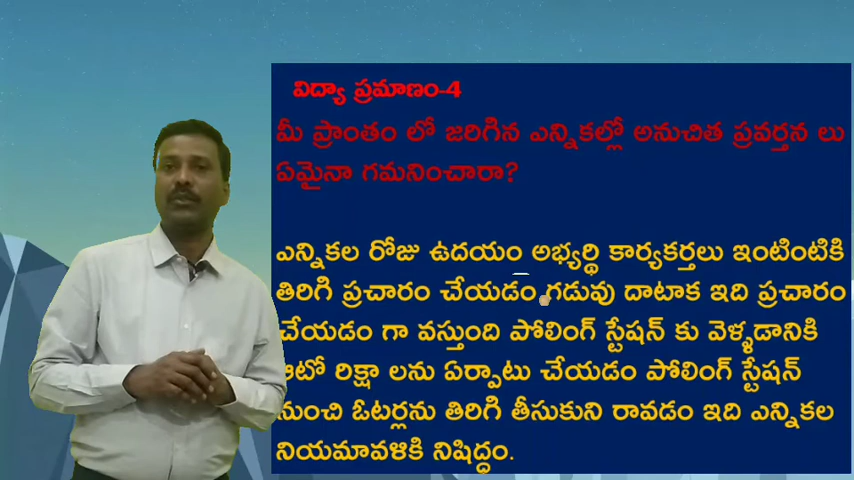 విద్యా ప్రమాణం-4
మీ ప్రాంతం లో జరిగిన ఎన్నికల్లో అనుచిత ప్రవర్తన లు
ఏమైనా గమనించారా?
ఎన్నికల రోజు ఉదయం అభ్యర్థి కార్యకర్తలు ఇంటింటికి
తిరిగి ప్రచారం చేయడం గడువు దాటాక ఇది ప్రచారం
చేయడం గా వస్తుంది పోలింగ్ స్టేషన్ కు వెళ్ళడానికి
ఆటో రిక్షా లను ఏర్పాటు చేయడం పోలింగ్ స్టేషన్
నుంచి ఓటర్లను తిరిగి తీసుకుని రావడం ఇది ఎన్నికల
నియమావళికి నిషిద్ధం.